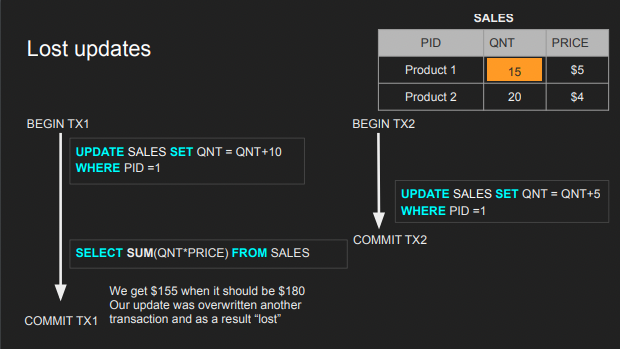 SALES
Lost updates
PID QNT PRICE
Product 1 15 $5
Product 2 20 $4
BEGIN TX1
BEGIN TX2
UPDATE SALES SET QNT = QNT+10
WHERE PID =1
UPDATE SALES SET QNT = QNT+5
WHERE PID =1
COMMIT TX2
SELECT SUM(QNT*PRICE) FROM SALES
We get $155 when it should be $180
Our update was overwritten another
transaction and as a result “lost”
COMMIT TX1